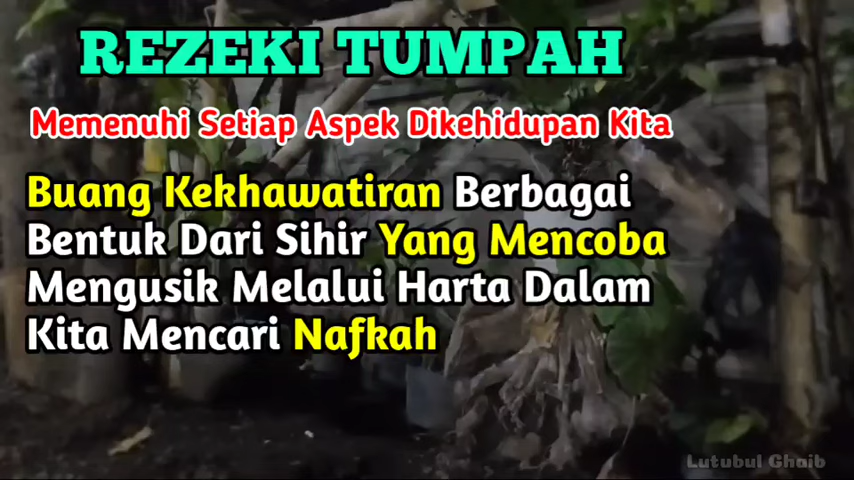 REZEKI TUMPAH
Memenuhi Setiap Aspek Dikehidupan Kita
Buang Kekhawatiran Berbagai
Bentuk Dari Sihir Yang Mencoba
Mengusik Melalui Harta Dalam
Kita Mencari Nafkah
Lutubul Ghaib